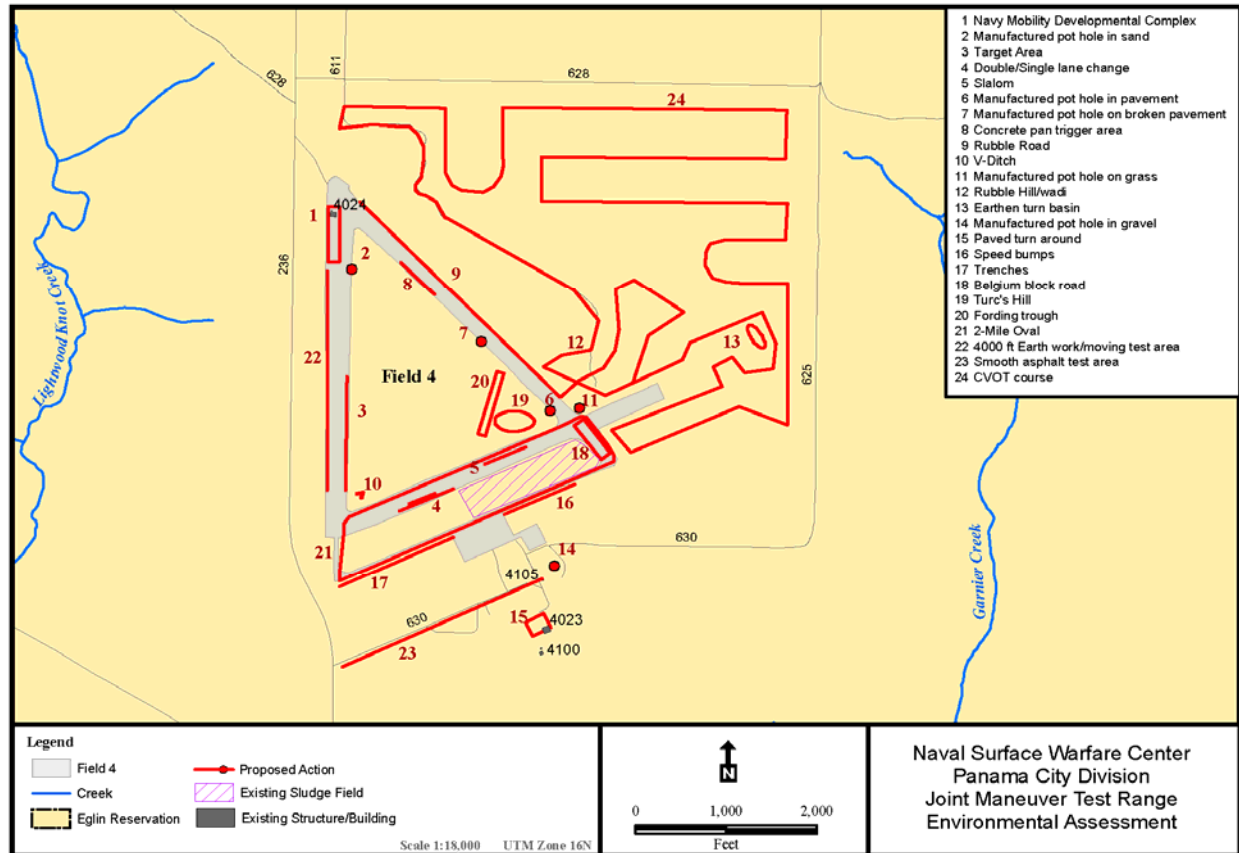 1 Navy Mobility Developmental Complex
2 Manufactured pot hole in sand
3 Target Area
4 Double/Single lane change
5 Slalom
6 Manufactured pot hole in pavement
7 Manufactured pot hole on broken pavement
8 Concrete pan trigger area
9 Rubble Road
10 V-Ditch
11 Manufactured pot hole on grass
12 Rubble Hill/wadi
13 Earthen turn basin
14 Manufactured pot hole in gravel
15 Paved turn around
16 Speed bumps
17 Trenches
18 Belgium block road
19 Turc's Hill
20 Fording trough
21 2-Mile Oval
22 4000 ft Earth work/moving test area
23 Smooth asphalt test area
24 CVOT course
628
611
628
24
4024
1
236
2
8
9
7
12
13
22
Field 4
3
20
19
6
11
625
Lightwood Knot Creek
5
18
10
4
16
21
17
14
630
4105
630
15
4023
4100
23
Garnier Creek
Legend
Field 4
Proposed Action
Creek
Existing Sludge Field
Eglin Reservation
Existing Structure/Building
Scale 1:18,000
UTM Zone 16N
N
0
1,000
2,000
Feet
Naval Surface Warfare Center
Panama City Division
Joint Maneuver Test Range
Environmental Assessment